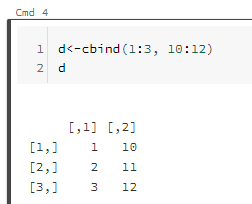 Cmd 4
1 d<-cbind(1:3, 10:12)
2 d
[,1] [,2]
[1,] 1 10
[2,] 2 11
[3,] 3 12